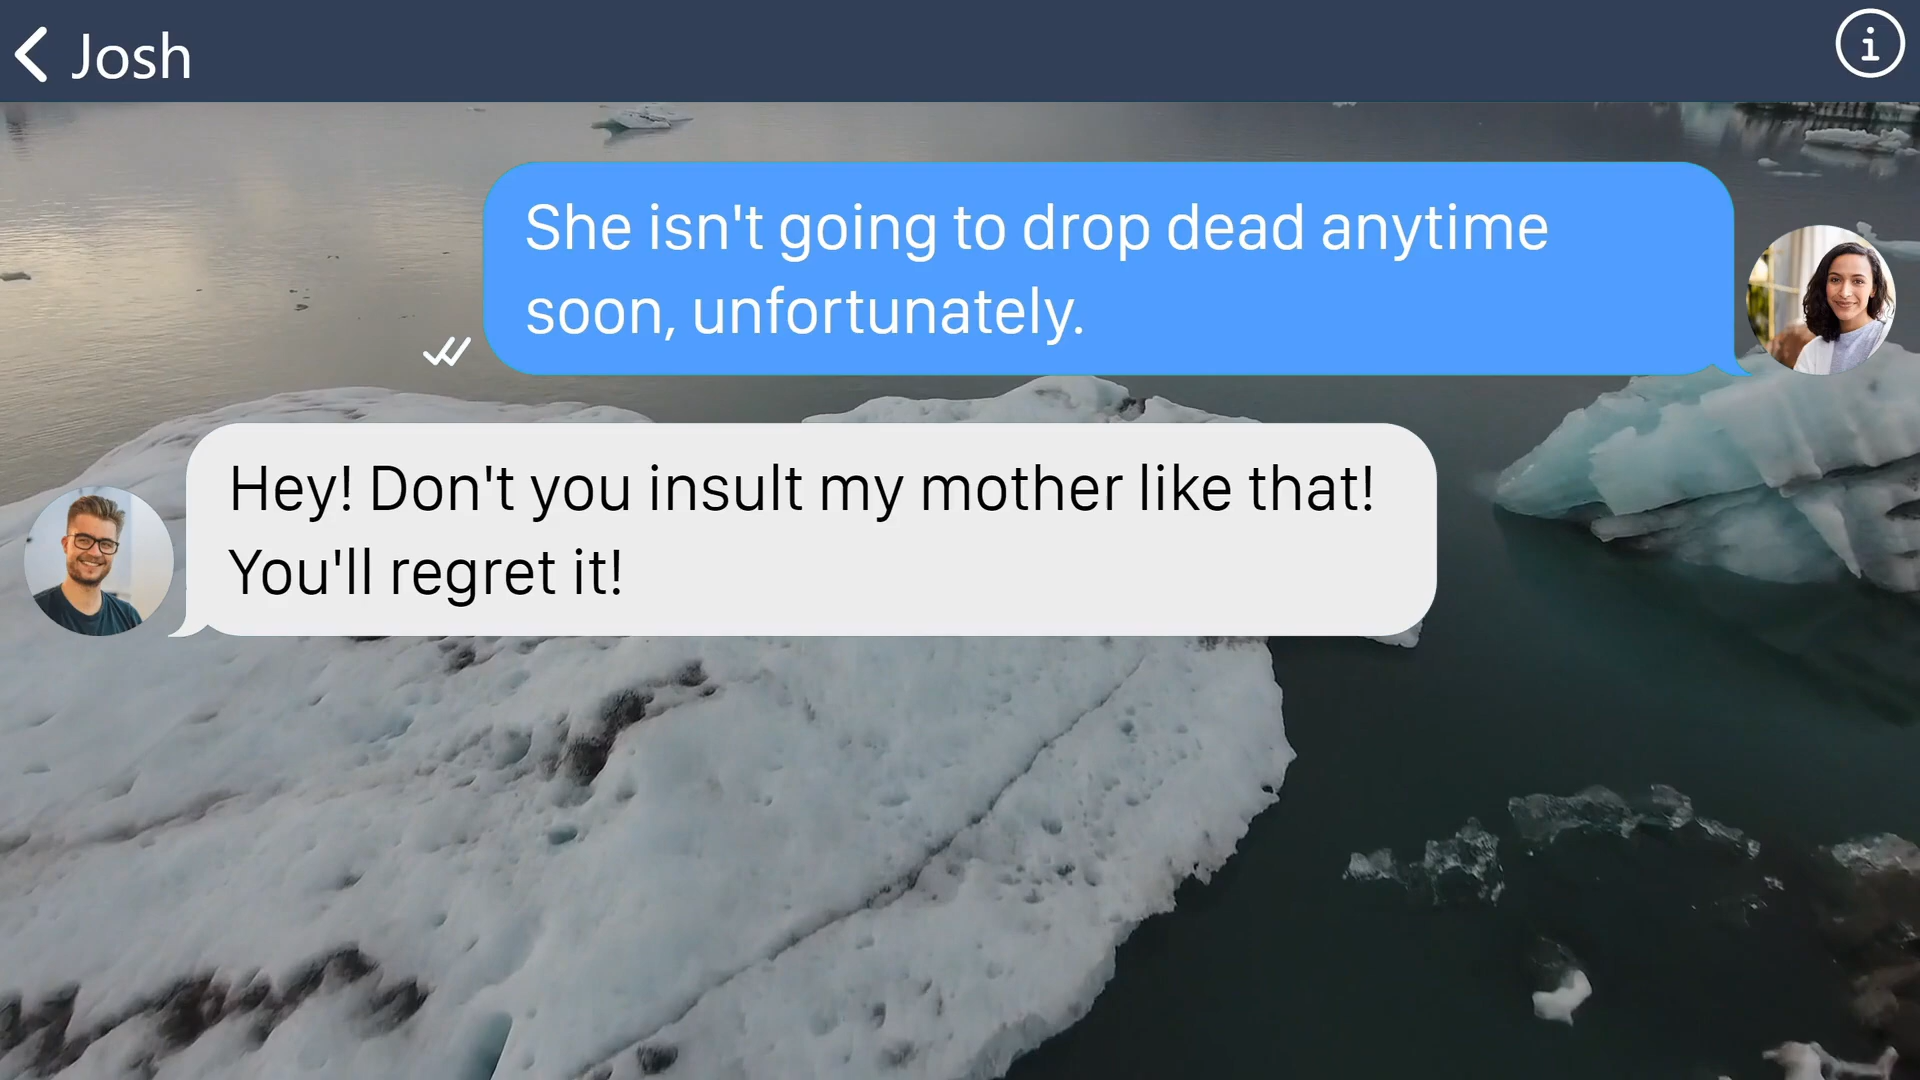 Josh
She isn't going to drop dead anytime
soon, unfortunately.
Hey! Don't you insult my mother like that!
You'll regret it!